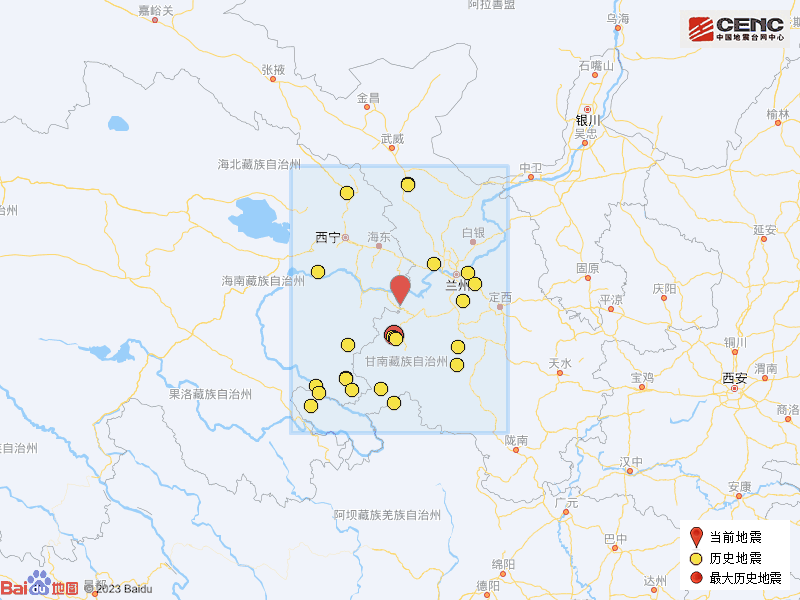 阿拉善盟
嘉峪关
乌海
CENC
中国地震台网中心
石嘴山
张掖
金昌
榆林
银川
吴忠
武威
海北藏族自治州
中卫
治州
延安
西宁
海东
白银
固原
海南藏族自治州
兰州
定西
庆阳
平凉
铜川
甘南藏族自治州
天水
渭南
西安
宝鸡
果洛藏族自治州
商洛
陇南
族自治州
汉中
安康
广元
阿坝藏族羌族自治州
当前地震
巴中
历史地震
绵阳
最大历史地震
达州
德阳
昌都
Bai du 地图
© 2023 Baidu